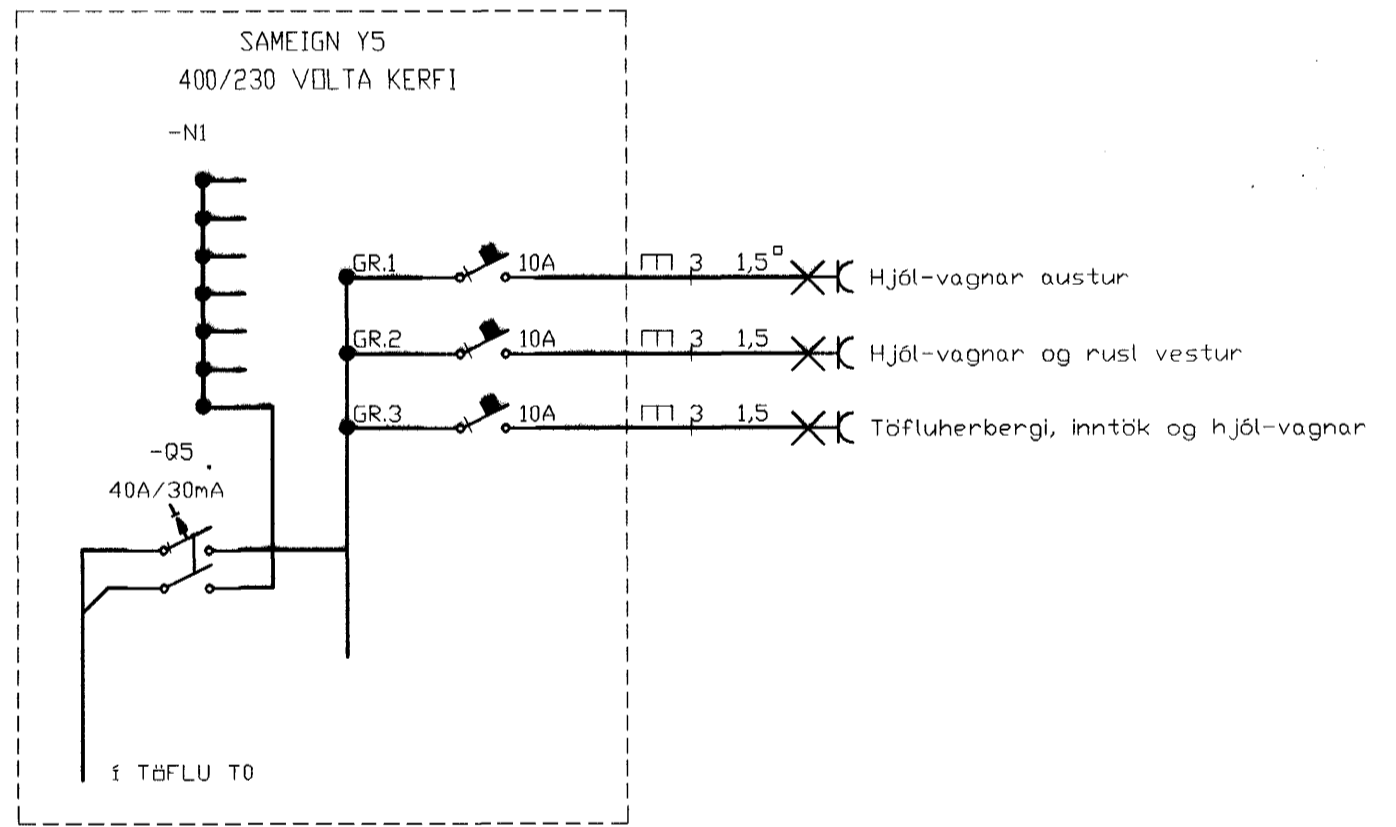 SAMEIGN Y5
400/230 VOLTA KERFI
-N1
GR.1 10A 3 1,5▫ Hjól-vagnar austur
GR.2 10A 3 1,5 Hjól-vagnar og rusl vestur
GR.3 10A 3 1,5 Töfluherbergi, inntök og hjól-vagnar
-Q5
40A/30mA
í TÖFLU T0